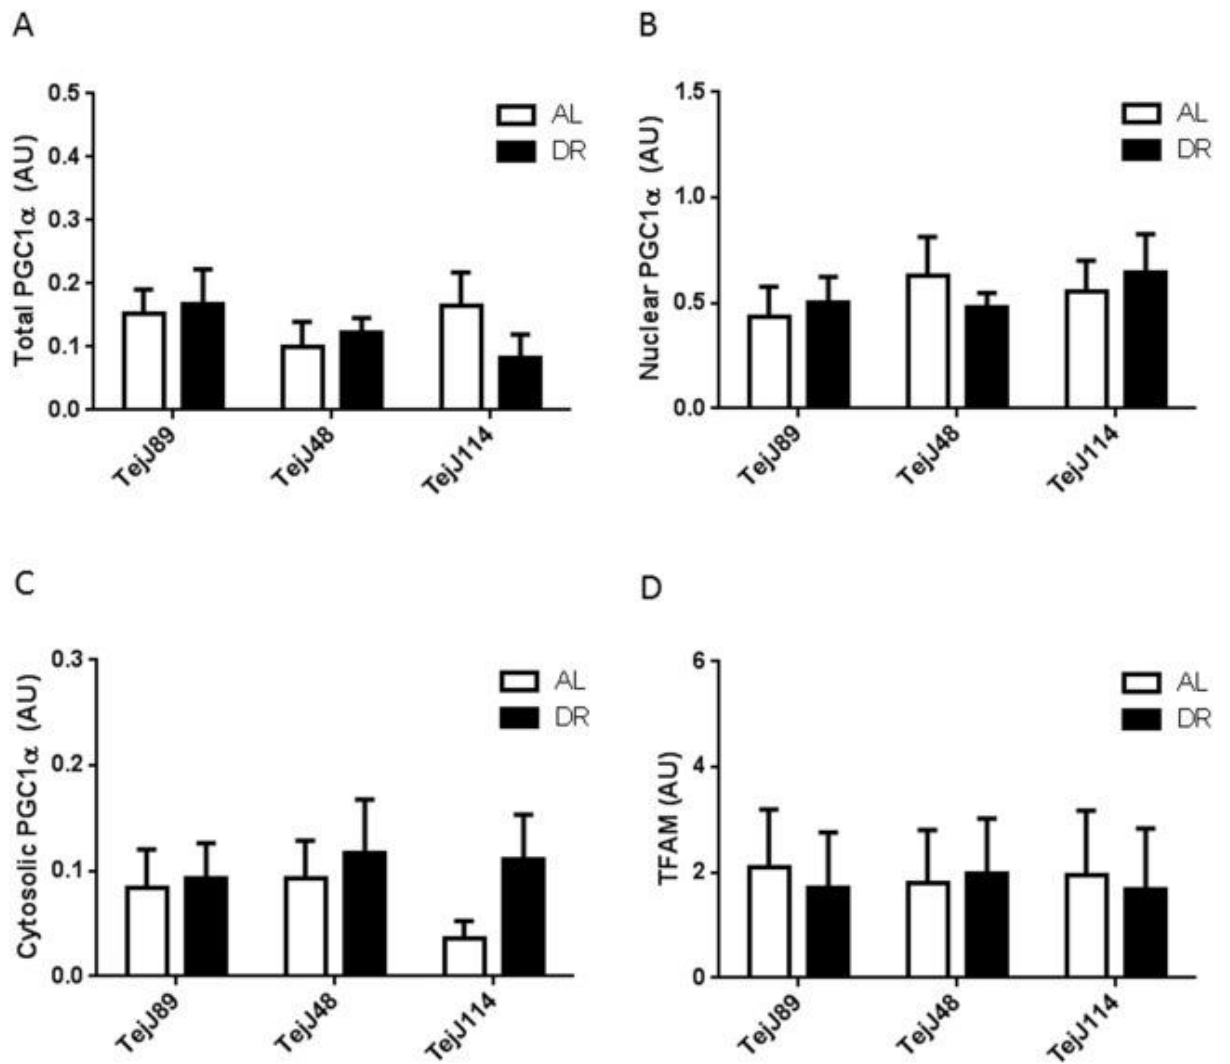 A
Total PGC1α (AU)
0.5
0.4
0.3
0.2
0.1
0.0
AL
DR
TejJ89
TejJ48
TejJ114
B
Nuclear PGC1α (AU)
1.5
1.0
0.5
0.0
AL
DR
TejJ89
TejJ48
TejJ114
C
Cytosolic PGC1α (AU)
0.3
0.2
0.1
0.0
AL
DR
TejJ89
TejJ48
TejJ114
D
TFAM (AU)
6
4
2
0
AL
DR
TejJ89
TejJ48
TejJ114